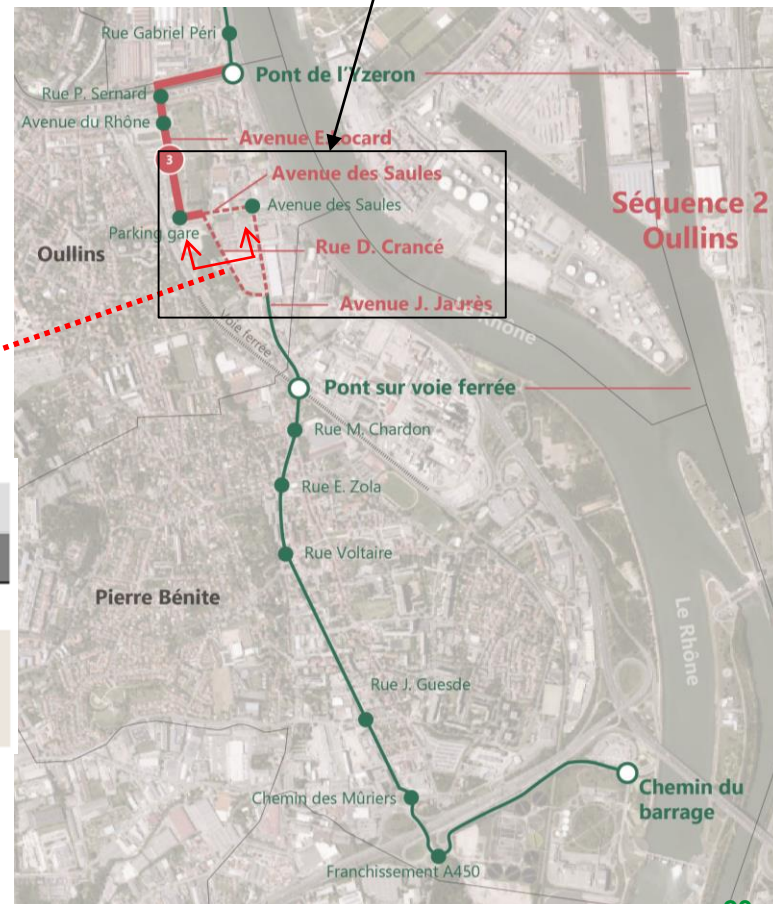 Rue Gabriel Péri
Pont de l'Yzeron
Rue P. Sernard
Avenue du Rhône
Avenue E. Locard
3
Avenue des Saules
Avenue des Saules
Séquence 2
Oullins
Parking gare
Oullins
Rue D. Crancé
Avenue J. Jaurès
Le Rhône
voie ferrée
Pont sur voie ferrée
Rue M. Chardon
Rue E. Zola
Rue Voltaire
Pierre Bénite
Le Rhône
Rue J. Guesde
Chemin des Mûriers
Chemin du
barrage
Franchissement A450